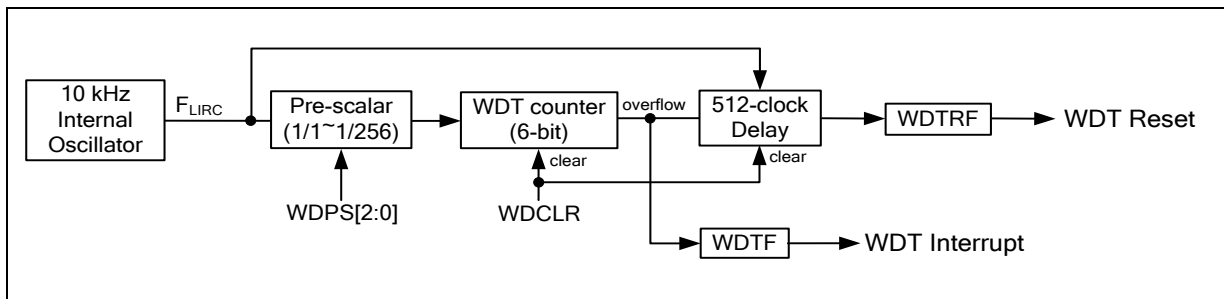 10 kHz
Internal
Oscillator
FLIRC
Pre-scalar
(1/1~1/256)
WDPS[2:0]
WDT counter
(6-bit)
clear
WDCLR
overflow
512-clock
Delay
clear
WDTRF
WDT Reset
WDTF
WDT Interrupt